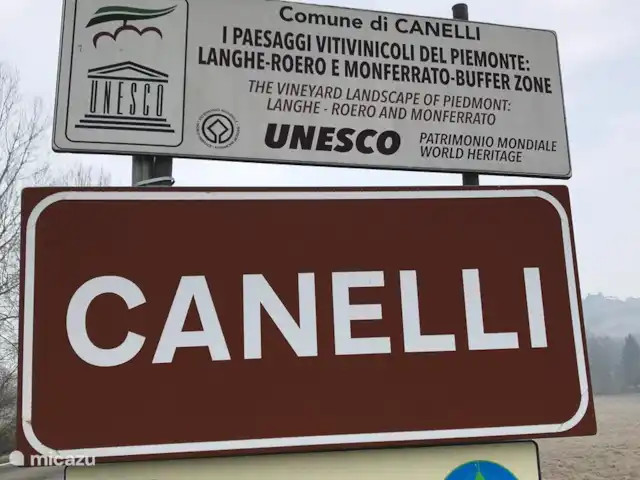 Comune di CANELLI
I PAESAGGI VITIVINICOLI DEL PIEMONTE:
LANGHE-ROERO E MONFERRATO-BUFFER ZONE
THE VINEYARD LANDSCAPE OF PIEDMONT:
LANGHE - ROERO AND MONFERRATO
UNESCO
UNESCO
PATRIMONIO MONDIALE
WORLD HERITAGE
CANELLI
micazu